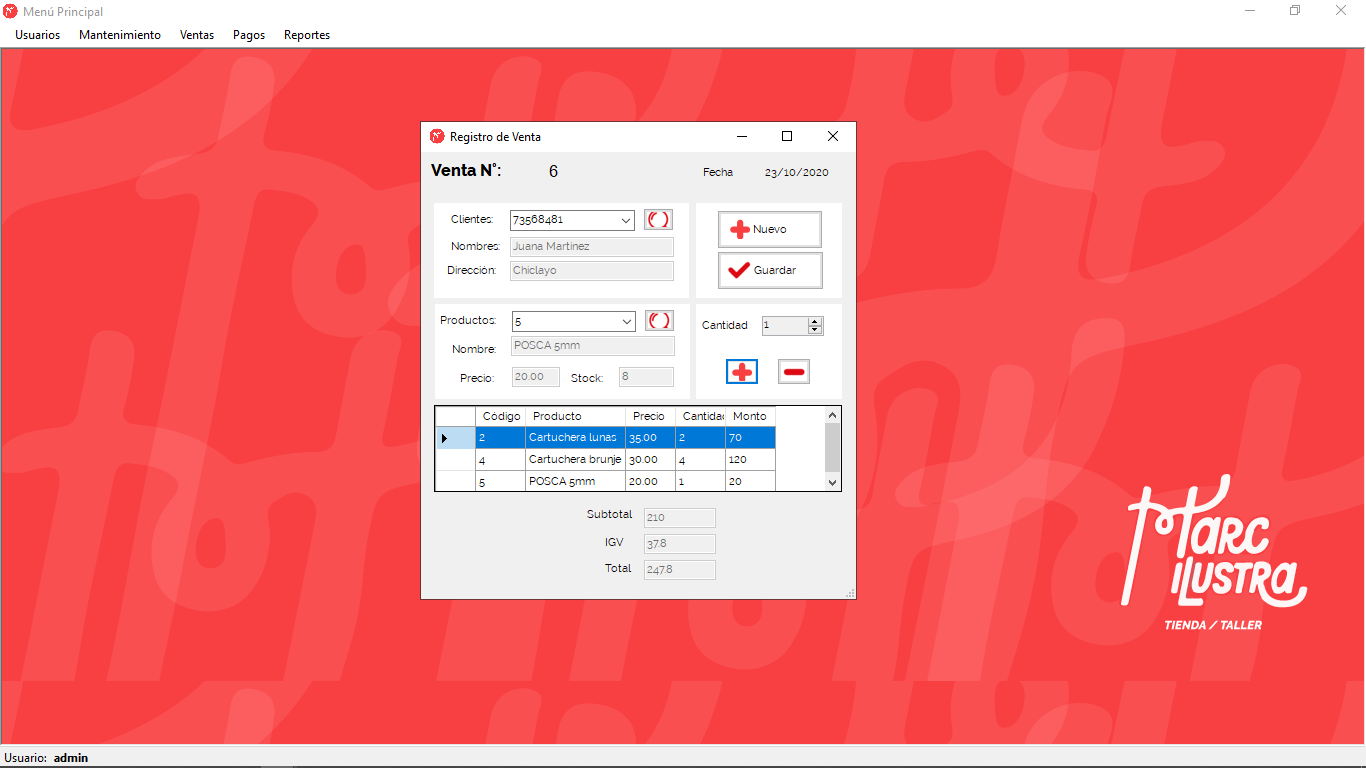 Menú Principal
Usuarios Mantenimiento Ventas Pagos Reportes
Registro de Venta
Venta N°: 6 Fecha 23/10/2020
Clientes: 73568481
Nombres: Juana Martinez
Dirección: Chiclayo
Nuevo
Guardar
Productos: 5
Nombre: POSCA 5mm
Precio: 20.00 Stock: 8
Cantidad 1
Código Producto Precio Cantidad Monto
2 Cartuchera lunas 35.00 2 70
4 Cartuchera brunje 30.00 4 120
5 POSCA 5mm 20.00 1 20
Subtotal 210
IGV 37.8
Total 247.8
MARC
ILUSTRA
TIENDA / TALLER
Usuario: admin